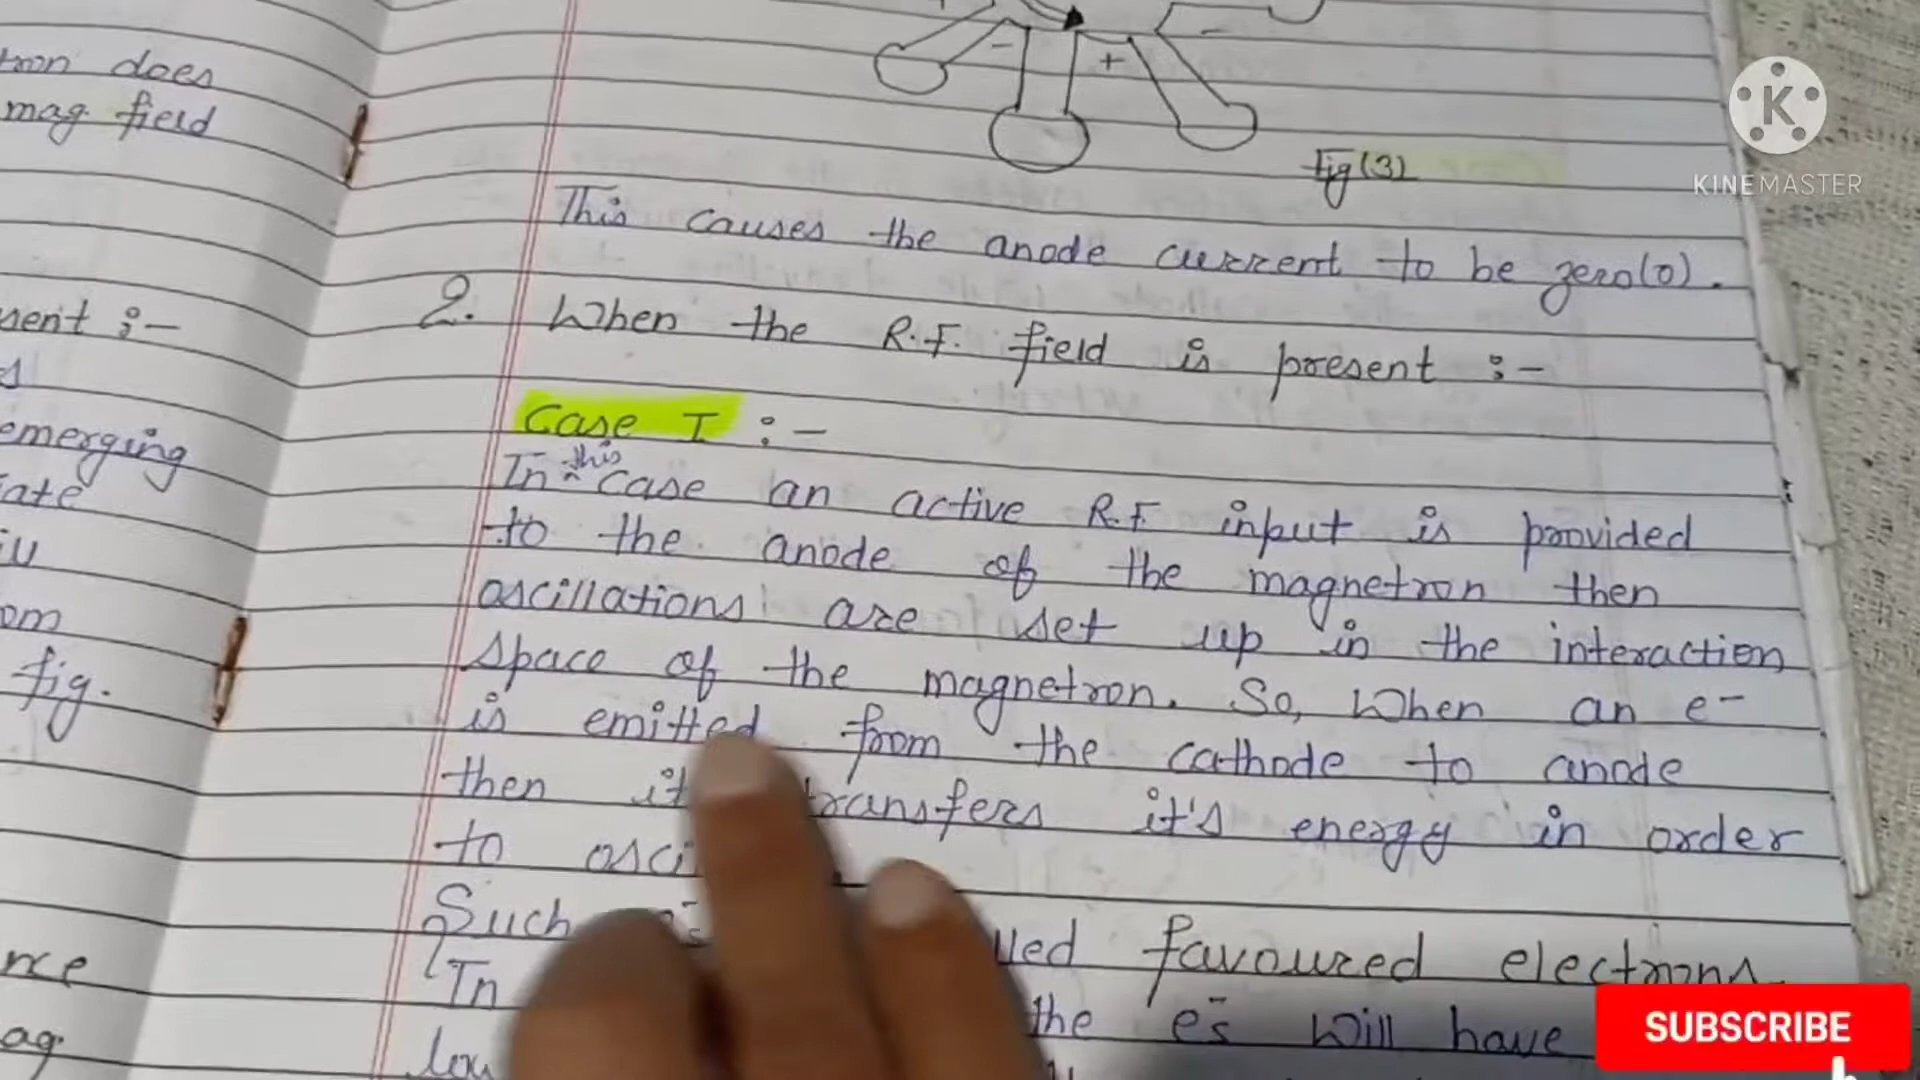 tron does
mag. field
sent :-
emerging
fig.
- +
fig (3)
This causes the anode current to be zero(0).
2. When the R.F. field is present :-
Case I :-
In this case an active R.F input is provided
to the anode of the magnetron then
oscillations are set up in the interaction
space of the magnetron. So, When an e-
is emitted from the cathode to anode
then it transfers it's energy in order
to osci
Such favoured electrons.
In the e-s will have
KINEMASTER
SUBSCRIBE